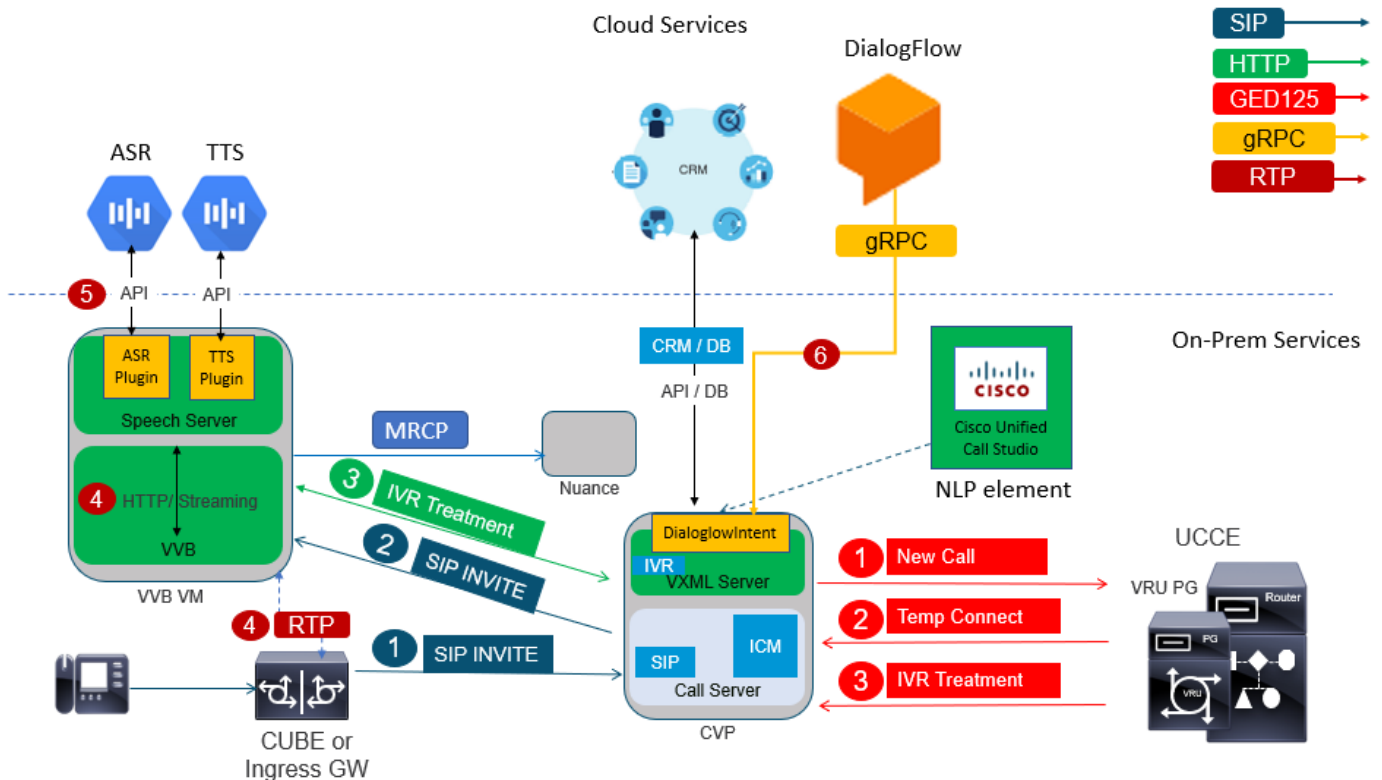 Cloud Services
DialogFlow
SIP
HTTP
GED125
gRPC
RTP
ASR
TTS
CRM
gRPC
5
API
API
On-Prem Services
ASR
Plugin
TTS
Plugin
Speech Server
CRM / DB
API / DB
6
CISCO
Cisco Unified
Call Studio
NLP element
MRCP
Nuance
4
HTTP/ Streaming
VVB
VVB VM
3
IVR Treatment
2
SIP INVITE
DialoglowIntent
IVR
VXML Server
SIP
ICM
Call Server
CVP
1
New Call
2
Temp Connect
3
IVR Treatment
UCCE
VRU PG
Router
PG
VRU
4
RTP
1
SIP INVITE
CUBE or
Ingress GW